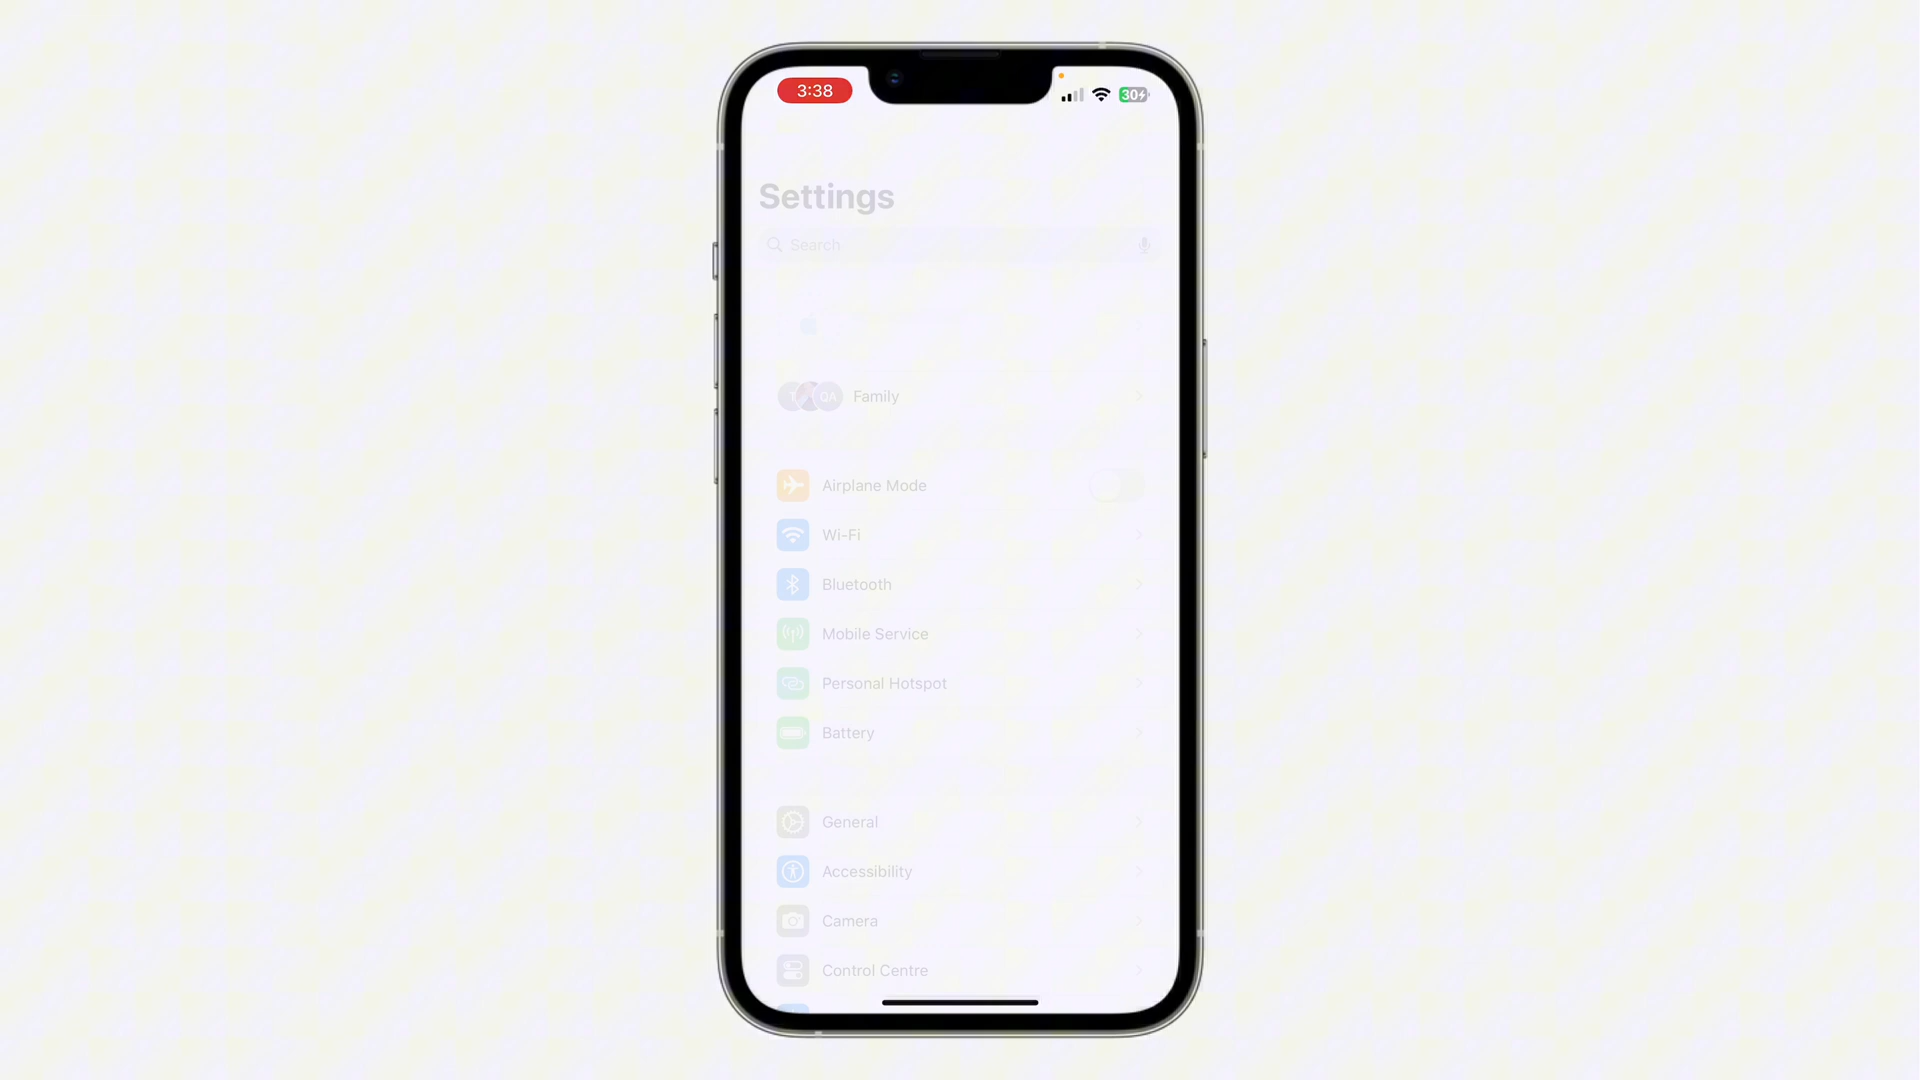 3:38
30
Settings
Search
T QA Family
Airplane Mode
Wi-Fi
Bluetooth
Mobile Service
Personal Hotspot
Battery
General
Accessibility
Camera
Control Centre